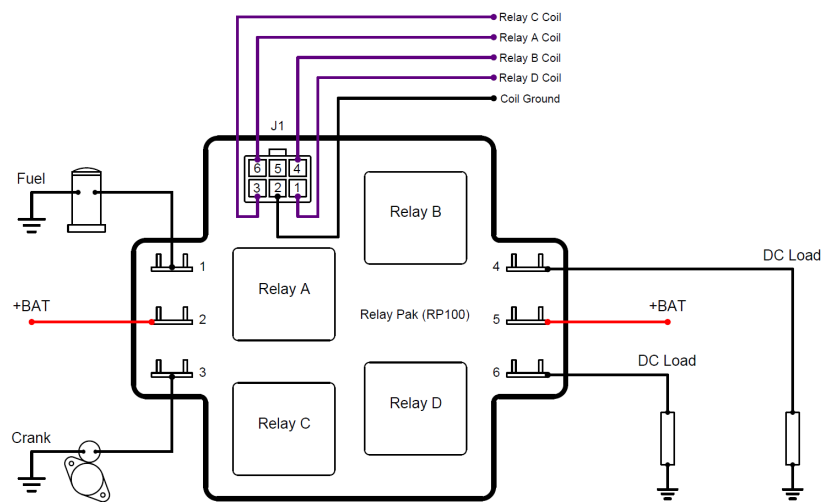 Relay C Coil
Relay A Coil
Relay B Coil
Relay D Coil
Coil Ground
J1
6 5 4
3 2 1
Fuel
Relay B
1
4
DC Load
Relay A
+BAT
2
Relay Pak (RP100)
5
+BAT
3
6
DC Load
Relay C
Relay D
Crank